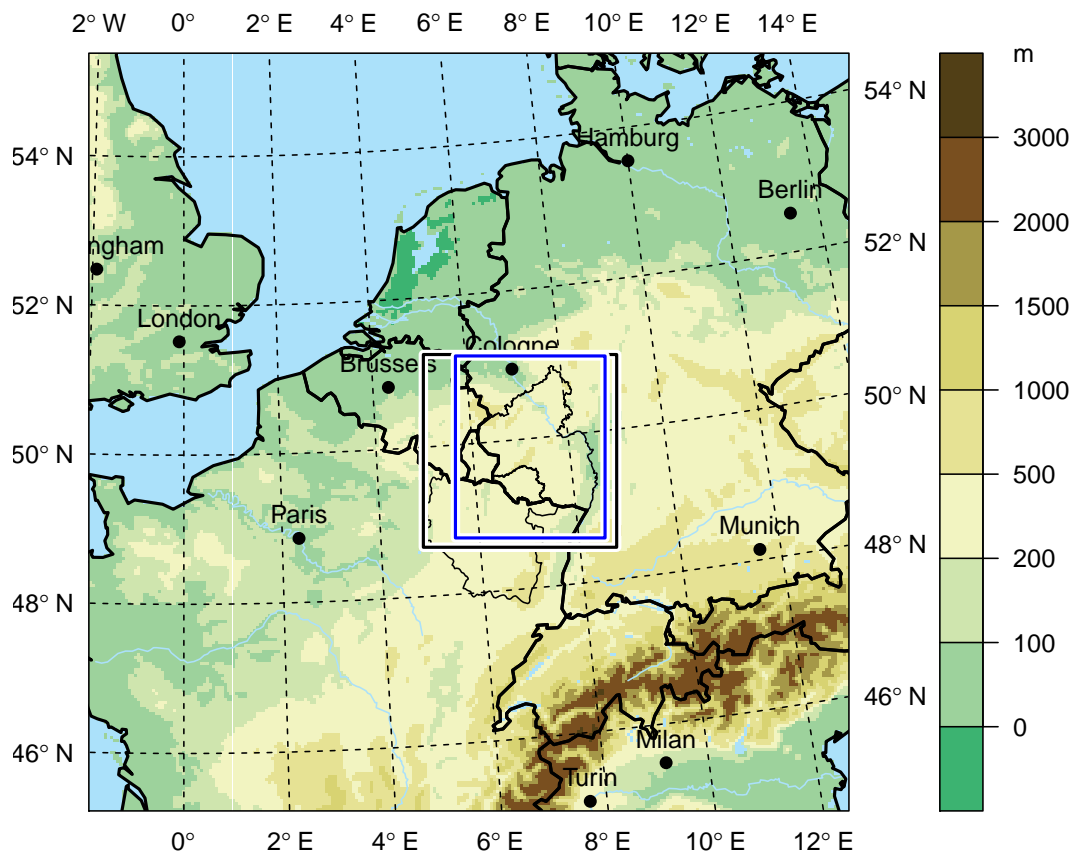 2° W 0° 2° E 4° E 6° E 8° E 10° E 12° E 14° E
m
54° N
3000
Hamburg
54° N
Berlin
2000
ngham
52° N
52° N
1500
London
Cologne
Brussels
1000
50° N
50° N
500
Paris
Munich
48° N
200
48° N
100
46° N
0
Milan
46° N
Turin
0° 2° E 4° E 6° E 8° E 10° E 12° E